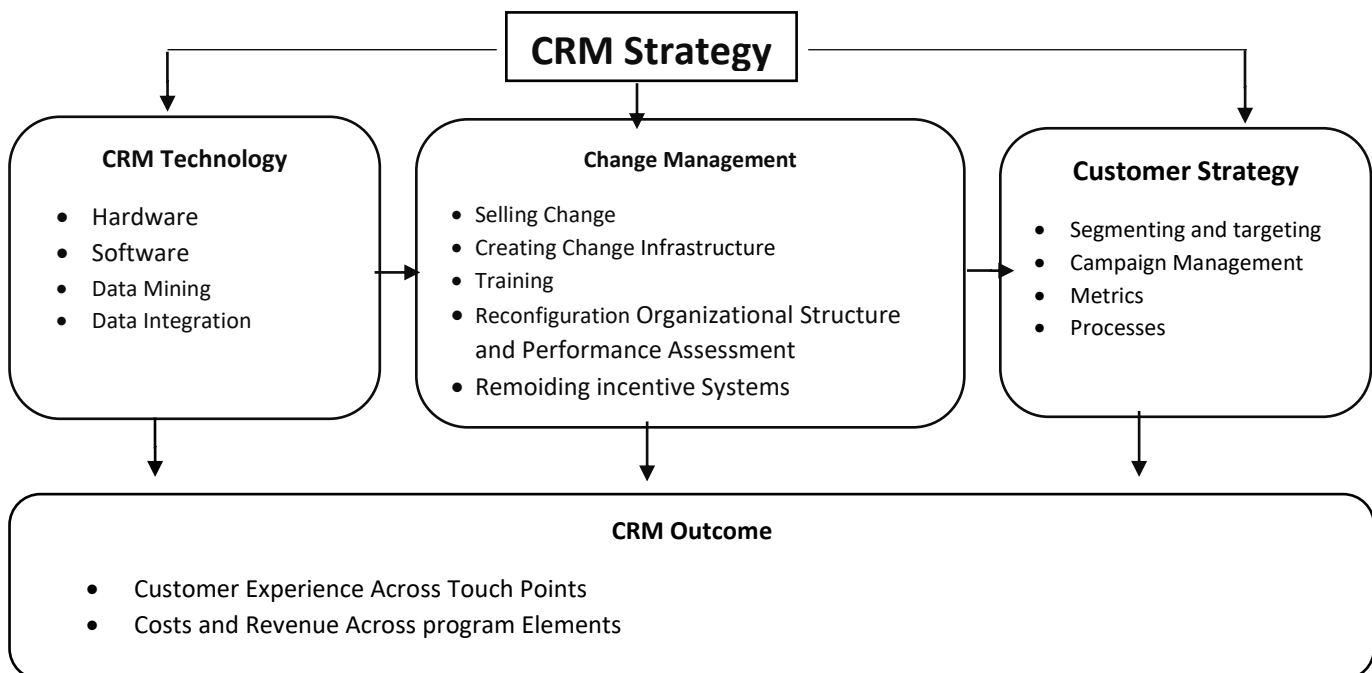 CRM Strategy
CRM Technology
• Hardware
• Software
• Data Mining
• Data Integration
Change Management
• Selling Change
• Creating Change Infrastructure
• Training
• Reconfiguration Organizational Structure
and Performance Assessment
• Remoiding incentive Systems
Customer Strategy
• Segmenting and targeting
• Campaign Management
• Metrics
• Processes
CRM Outcome
• Customer Experience Across Touch Points
• Costs and Revenue Across program Elements